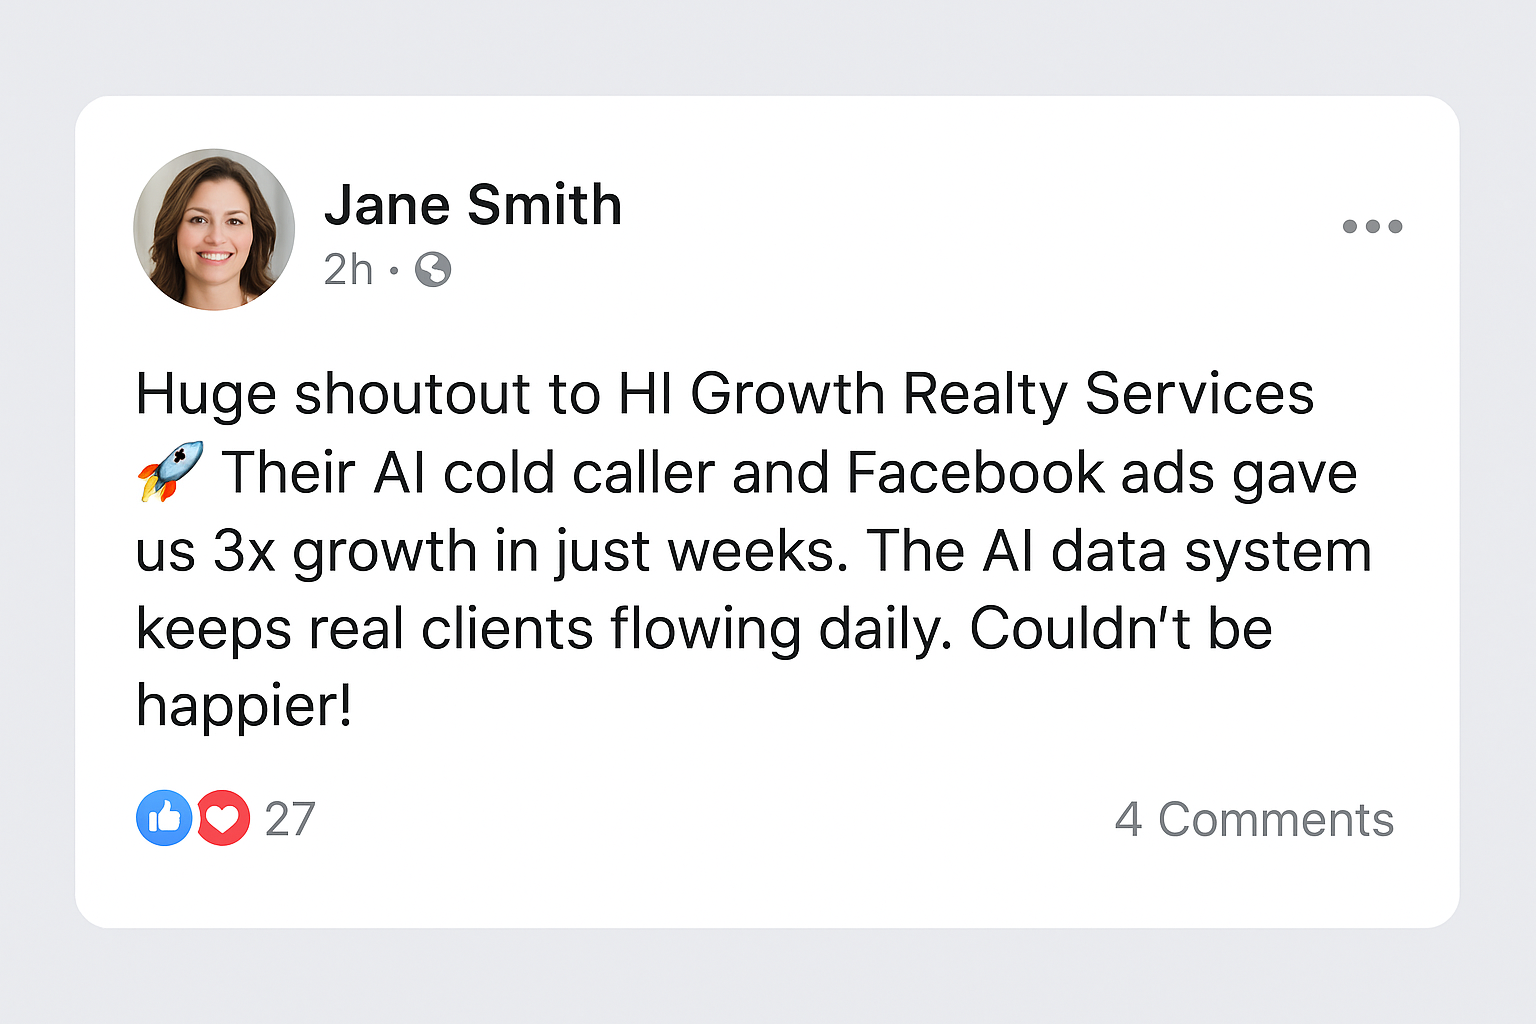 Jane Smith
2h ·
Huge shoutout to HI Growth Realty Services
🚀 Their AI cold caller and Facebook ads gave
us 3x growth in just weeks. The AI data system
keeps real clients flowing daily. Couldn't be
happier!
27
4 Comments